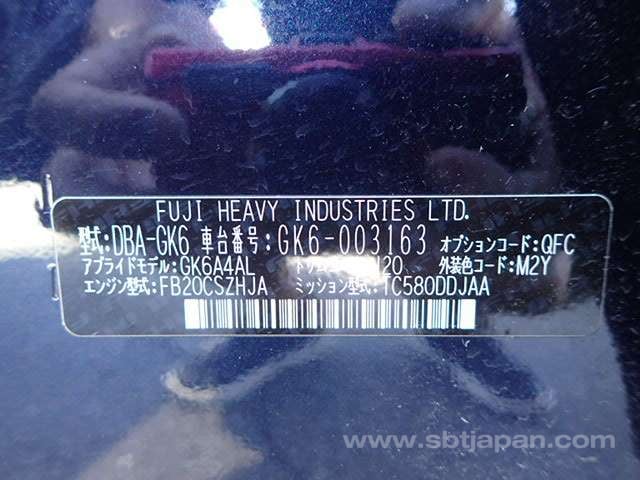 FUJI HEAVY INDUSTRIES LTD.
型式:DBA-GK6 車台番号:GK6-003163 オプションコード:QFC
アプライドモデル:GK6A4AL 外装色コード:M2Y
エンジン型式:FB20CSZHJA ミッション型式:TC580DDJAA
www.sbtjapan.com